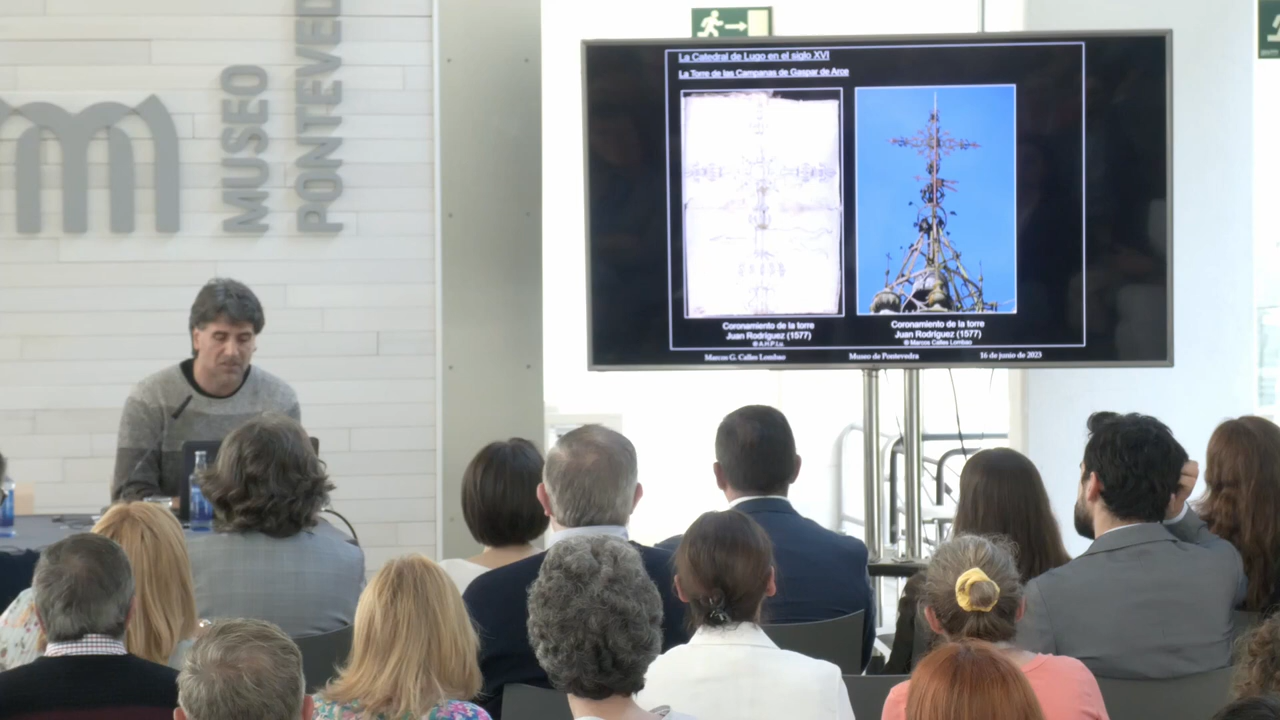 MUSEO
PONTEVED
La Catedral de Lugo en el siglo XVI
La Torre de las Campanas de Gaspar de Arce
Coronamiento de la torre
Juan Rodríguez (1577)
© A.H.P.Lu.
Coronamiento de la torre
Juan Rodríguez (1577)
© Marcos Calles Lombao
Marcos G. Calles Lombao
Museo de Pontevedra
16 de junio de 2023